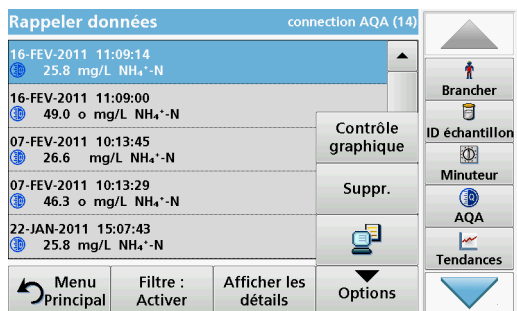 Rappeler données
connection AQA (14)
16-FEV-2011 11:09:14
25.8 mg/L NH₄⁺-N
16-FEV-2011 11:09:00
49.0 o mg/L NH₄⁺-N
07-FEV-2011 10:13:45
26.6 mg/L NH₄⁺-N
07-FEV-2011 10:13:29
46.3 o mg/L NH₄⁺-N
22-JAN-2011 15:07:43
25.8 mg/L NH₄⁺-N
Contrôle
graphique
Suppr.
Menu
Principal
Filtre :
Activer
Afficher les
détails
Options
Brancher
ID échantillon
Minuteur
AQA
Tendances